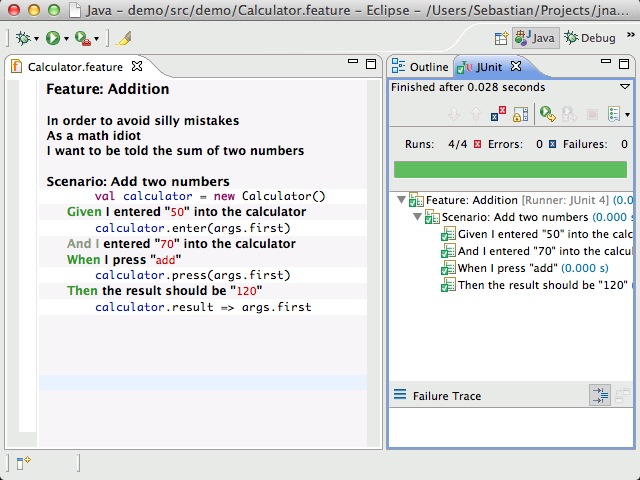 Java – demo/src/demo/Calculator.feature – Eclipse – /Users/Sebastian/Projects/jna...
Java
Debug
»
Calculator.feature
Feature: Addition
In order to avoid silly mistakes
As a math idiot
I want to be told the sum of two numbers
Scenario: Add two numbers
val calculator = new Calculator()
Given I entered "50" into the calculator
calculator.enter(args.first)
And I entered "70" into the calculator
When I press "add"
calculator.press(args.first)
Then the result should be "120"
calculator.result => args.first
Outline
JUnit
Finished after 0.028 seconds
Runs: 4/4 Errors: 0 Failures: 0
Feature: Addition [Runner: JUnit 4] (0.0
Scenario: Add two numbers (0.000 s
Given I entered "50" into the calc
And I entered "70" into the calcu
When I press "add" (0.000 s)
Then the result should be "120" (
Failure Trace